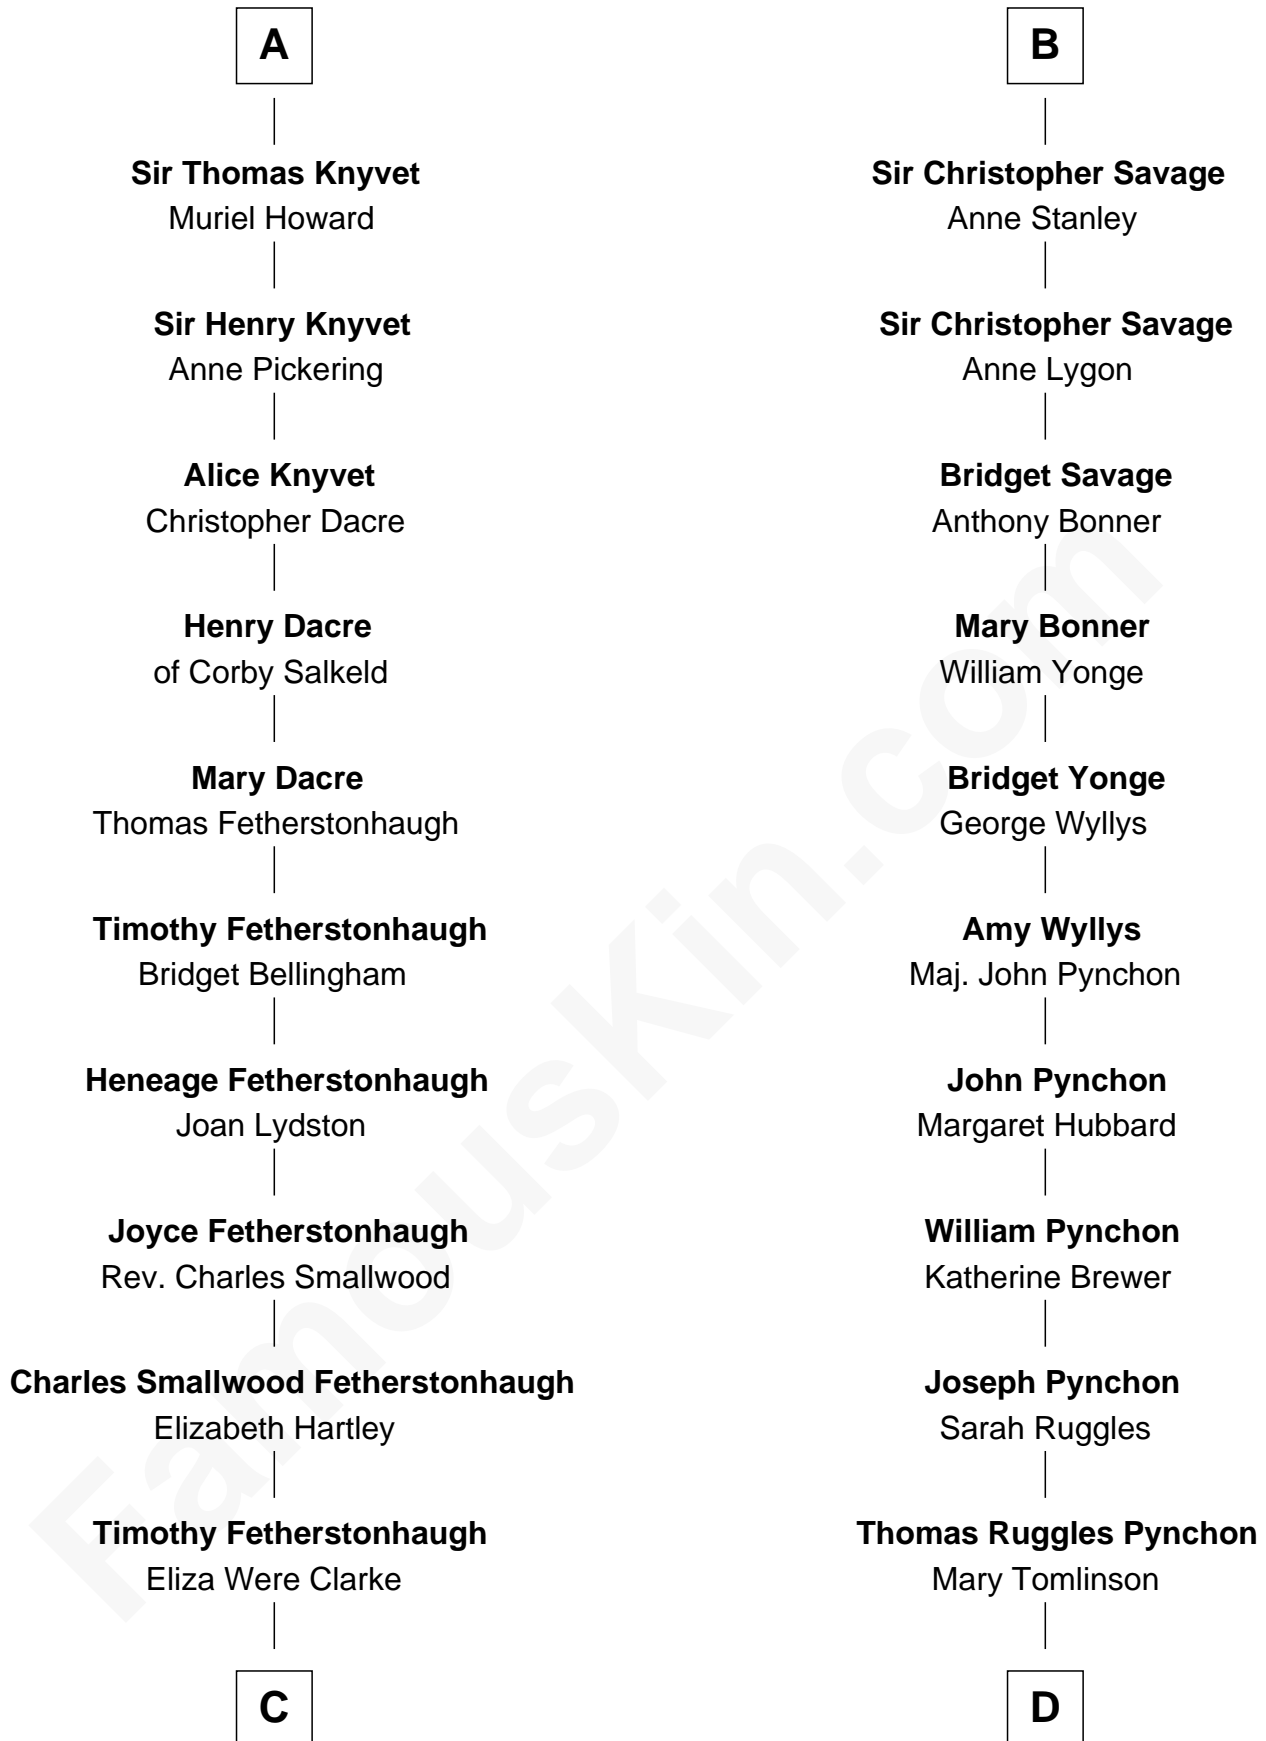 A
Sir Thomas Knyvet
Muriel Howard
Sir Henry Knyvet
Anne Pickering
Alice Knyvet
Christopher Dacre
Henry Dacre
of Corby Salkeld
Mary Dacre
Thomas Fetherstonhaugh
Timothy Fetherstonhaugh
Bridget Bellingham
Heneage Fetherstonhaugh
Joan Lydston
Joyce Fetherstonhaugh
Rev. Charles Smallwood
Charles Smallwood Fetherstonhaugh
Elizabeth Hartley
Timothy Fetherstonhaugh
Eliza Were Clarke
C
B
Sir Christopher Savage
Anne Stanley
Sir Christopher Savage
Anne Lygon
Bridget Savage
Anthony Bonner
Mary Bonner
William Yonge
Bridget Yonge
George Wyllys
Amy Wyllys
Maj. John Pynchon
John Pynchon
Margaret Hubbard
William Pynchon
Katherine Brewer
Joseph Pynchon
Sarah Ruggles
Thomas Ruggles Pynchon
Mary Tomlinson
D
FamousKin.com